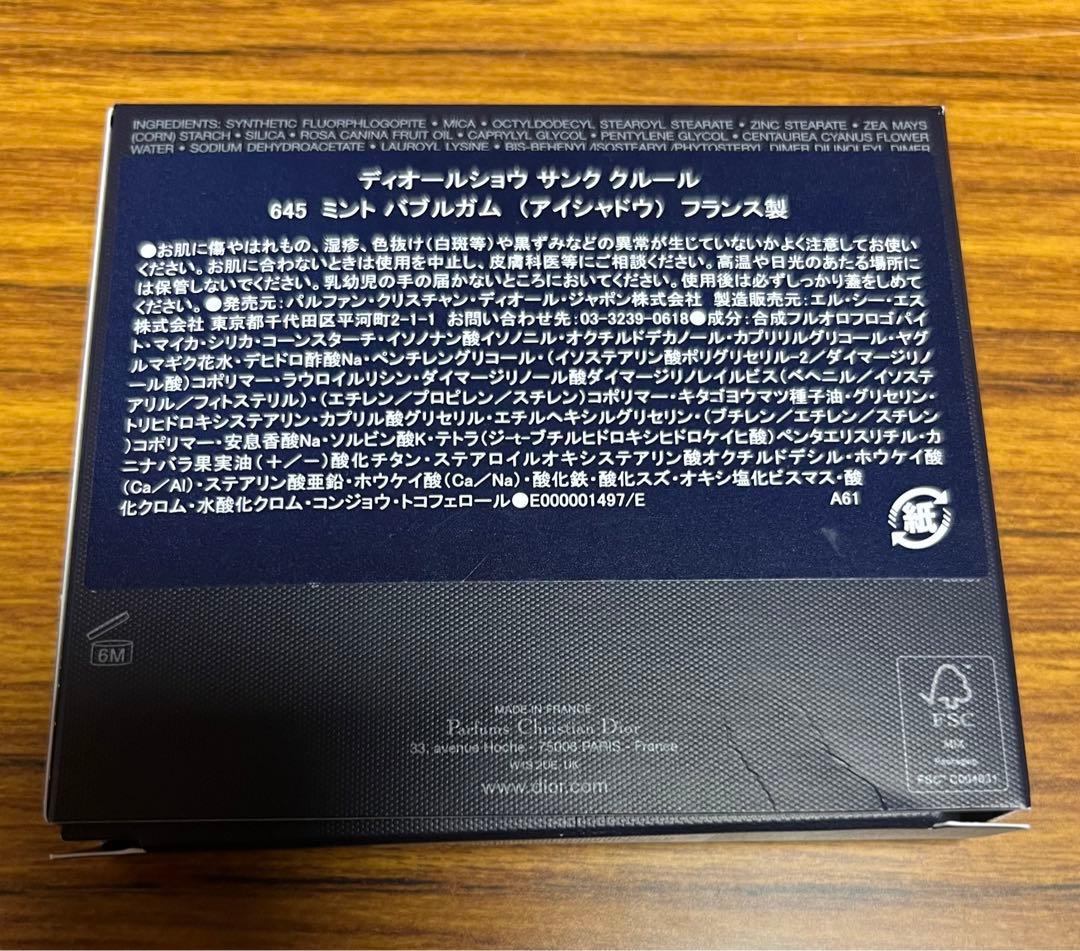 INGREDIENTS: SYNTHETIC FLUORPHLOGOPITE • MICA • OCTYLDODECYL STEAROYL STEARATE • ZINC STEARATE • ZEA MAYS
(CORN) STARCH • SILICA • ROSA CANINA FRUIT OIL • CAPRYLYL GLYCOL • PENTYLENE GLYCOL • CENTAUREA CYANUS FLOWER
WATER • SODIUM DEHYDROACETATE • LAUROYL LYSINE • BIS-BEHENYL/ISOSTEARYL/PHYTOSTERYL DIMER DILINOLEYL DIMER
ディオールショウ サンク クルール
645 ミント バブルガム (アイシャドウ) フランス製
●お肌に傷やはれもの、湿疹、色抜け(白斑等)や黒ずみなどの異常が生じていないかよく注意してお使い
ください。お肌に合わないときは使用を中止し、皮膚科医等にご相談ください。高温や日光のあたる場所に
は保管しないでください。乳幼児の手の届かないところにおいてください。使用後は必ずしっかり蓋をしめて
ください。●発売元:パルファン・クリスチャン・ディオール・ジャポン株式会社 製造販売元:エル・シー・エス
株式会社 東京都千代田区平河町2-1-1 お問い合わせ先:03-3239-0618●成分:合成フルオロフロゴパイ
ト・マイカ・シリカ・コーンスターチ・イソノナン酸イソノニル・オクチルドデカノール・カプリリルグリコール・ヤグ
ルマギク花水・デヒドロ酢酸Na・ペンチレングリコール・(イソステアリン酸ポリグリセリル-2/ダイマージリノ
ール酸)コポリマー・ラウロイルリシン・ダイマージリノール酸ダイマージリノレイルビス(ベヘニル/イソステ
アリル/フィトステリル)・(エチレン/プロピレン/スチレン)コポリマー・キタゴヨウマツ種子油・グリセリン・
トリヒドロキシステアリン・カプリル酸グリセリル・エチルヘキシルグリセリン・(ブチレン/エチレン/スチレン
)コポリマー・安息香酸Na・ソルビン酸K・テトラ(ジ-t-ブチルヒドロキシヒドロケイヒ酸)ペンタエリスリチル・カ
ニナバラ果実油(+/-)酸化チタン・ステアロイルオキシステアリン酸オクチルドデシル・ホウケイ酸
(Ca/Al)・ステアリン酸亜鉛・ホウケイ酸(Ca/Na)・酸化鉄・酸化スズ・オキシ塩化ビスマス・酸
化クロム・水酸化クロム・コンジョウ・トコフェロール●E000001497/E A61
紙
6M
MADE IN FRANCE
Parfums Christian Dior
33, avenue Hoche - 75008 PARIS - France
W1S 2UE, UK
www.dior.com
FSC
MIX
Packaging
FSC® C004631